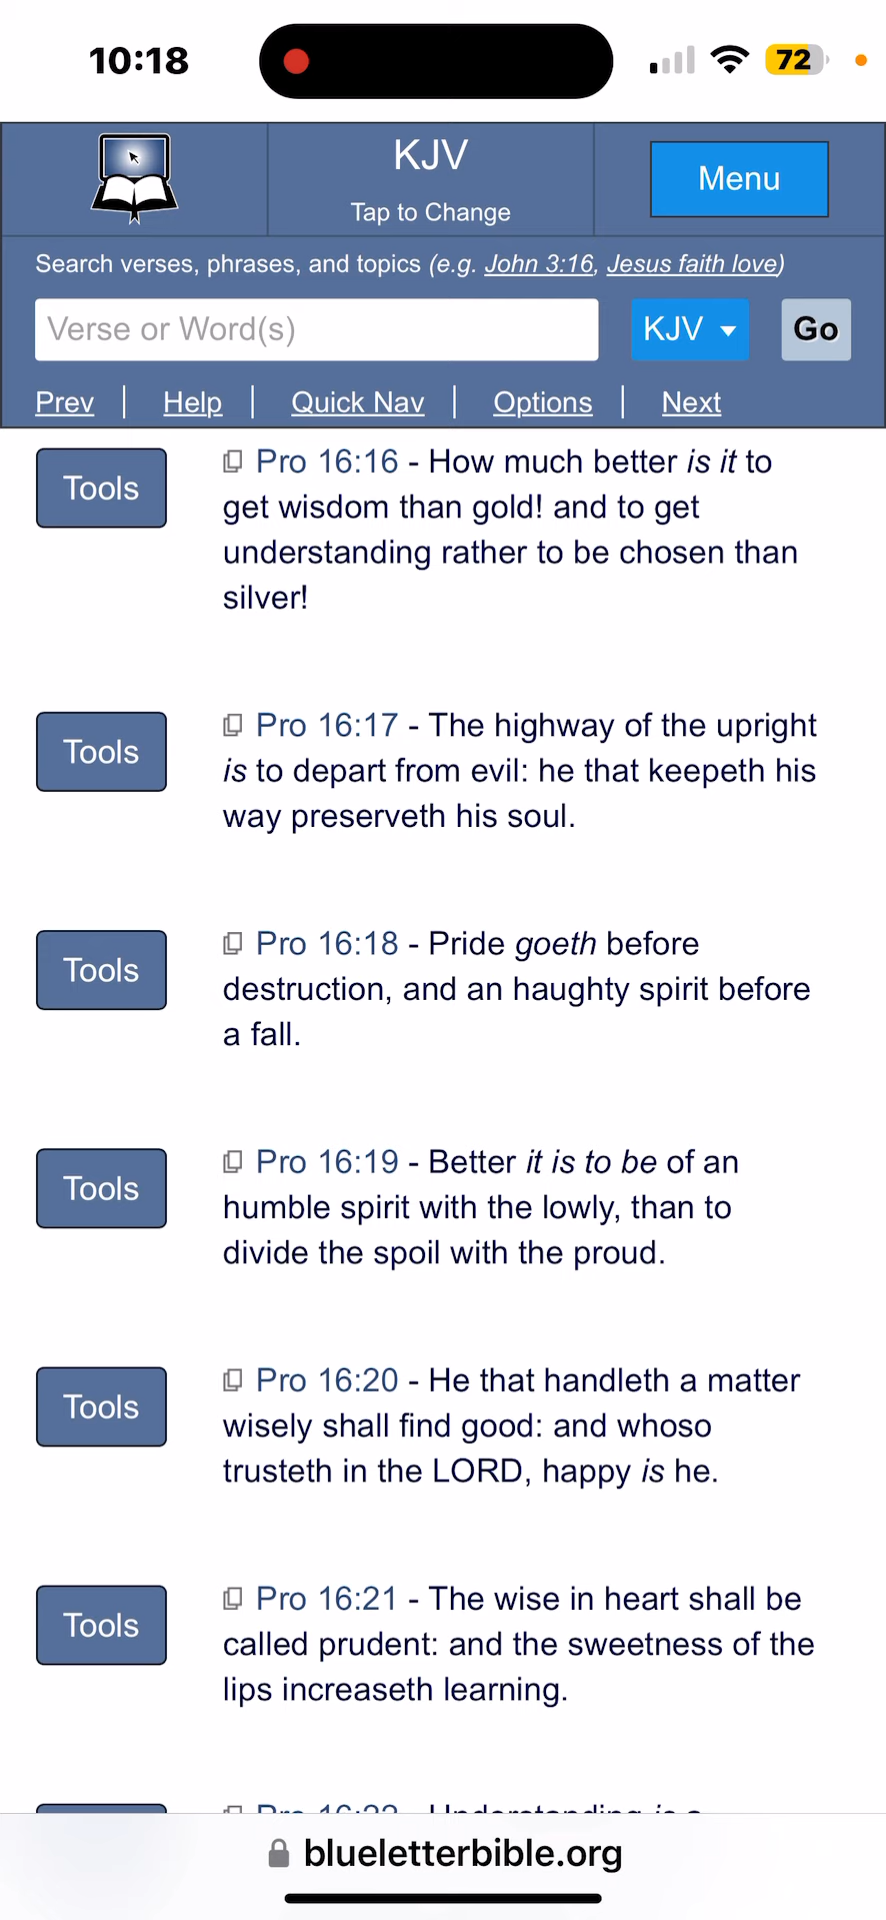 10:18
72
KJV
Tap to Change
Menu
Search verses, phrases, and topics (e.g. John 3:16, Jesus faith love)
Verse or Word(s)
KJV
Go
Prev | Help | Quick Nav | Options | Next
Tools
Pro 16:16 - How much better is it to
get wisdom than gold! and to get
understanding rather to be chosen than
silver!
Tools
Pro 16:17 - The highway of the upright
is to depart from evil: he that keepeth his
way preserveth his soul.
Tools
Pro 16:18 - Pride goeth before
destruction, and an haughty spirit before
a fall.
Tools
Pro 16:19 - Better it is to be of an
humble spirit with the lowly, than to
divide the spoil with the proud.
Tools
Pro 16:20 - He that handleth a matter
wisely shall find good: and whoso
trusteth in the LORD, happy is he.
Tools
Pro 16:21 - The wise in heart shall be
called prudent: and the sweetness of the
lips increaseth learning.
Pro 16:22 - Understanding is a
blueletterbible.org